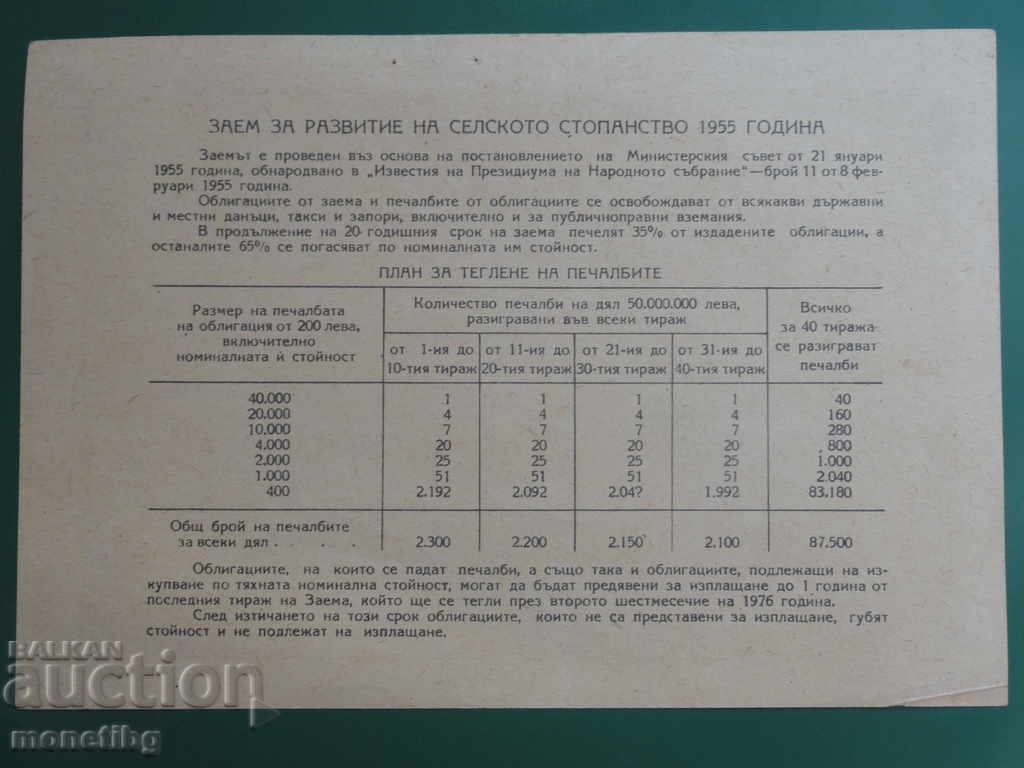 ЗАЕМ ЗА РАЗВИТИЕ НА СЕЛСКОТО СТОПАНСТВО 1955 ГОДИНА
Заемът е проведен въз основа на постановлението на Министерския съвет от 21 януари
1955 година, обнародвано в „Известия на Президиума на Народното събрание“—брой 11 от 8 фев-
руари 1955 година.
Облигациите от заема и печалбите от облигациите се освобождават от всякакви държавни
и местни данъци, такси и запори, включително и за публичноправни вземания.
В продължение на 20-годишния срок на заема печелят 35% от издадените облигации, а
останалите 65% се погасяват по номиналната им стойност.
ПЛАН ЗА ТЕГЛЕНЕ НА ПЕЧАЛБИТЕ
Размер на печалбата
на облигация от 200 лева,
включително
номиналната ѝ стойност
Количество печалби на дял 50.000.000 лева,
разигравани във всеки тираж
от 1-ия до
10-тия тираж
от 11-ия до
20-тия тираж
от 21-ия до
30-тия тираж
от 31-ия до
40-тия тираж
Всичко
за 40 тиража
се разиграват
печалби
40.000 1 1 1 1 40
20.000 4 4 4 4 160
10.000 7 7 7 7 280
4.000 20 20 20 20 800
2.000 25 25 25 25 1.000
1.000 51 51 51 51 2.040
400 2.192 2.092 2.042 1.992 83.180
Общ брой на печалбите
за всеки дял . . . . 2.300 2.200 2.150 2.100 87.500
Облигациите, на които се падат печалби, а също така и облигациите, подлежащи на из-
купване по тяхната номинална стойност, могат да бъдат предявени за изплащане до 1 година от
последния тираж на Заема, който ще се тегли през второто шестмесечие на 1976 година.
След изтичането на този срок облигациите, които не са представени за изплащане, губят
стойност и не подлежат на изплащане.
BALKAN
auction
monetibg